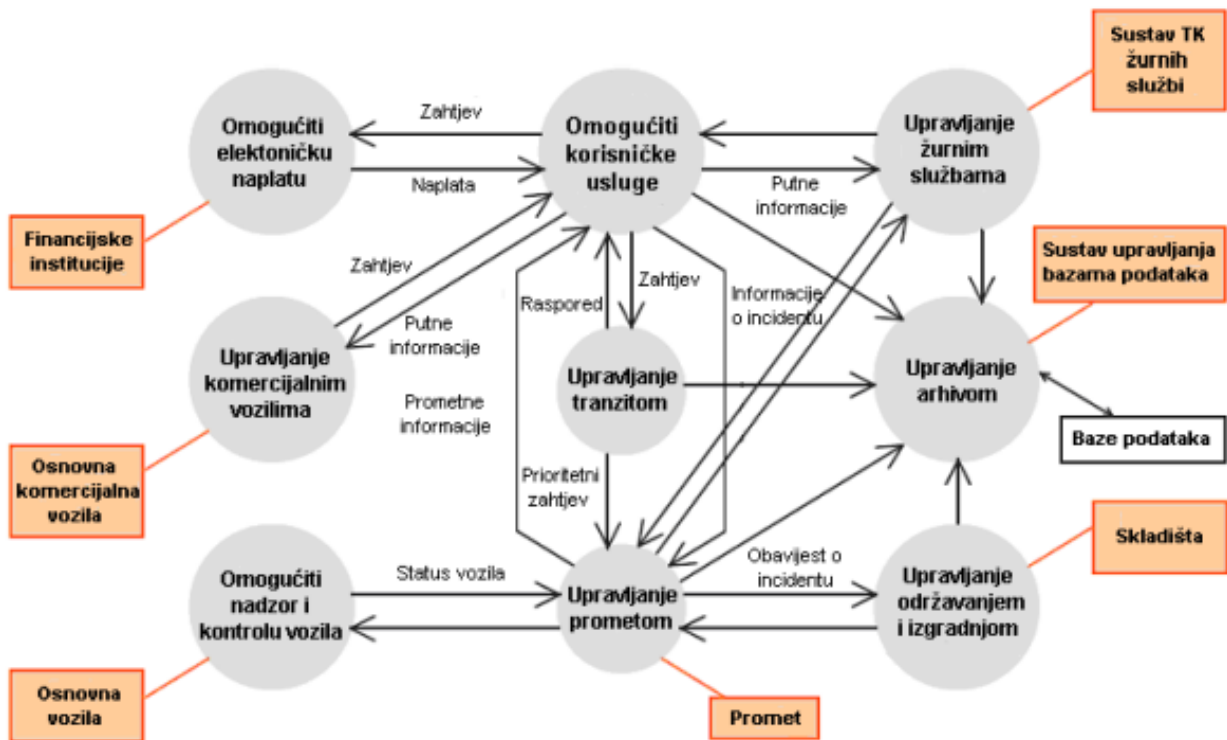 Sustav TK
žurnih
službi
Zahtjev
Omogućiti
elektoničku
naplatu
Omogućiti
korisničke
usluge
Upravljanje
žurnim
službama
Naplata
Putne
informacije
Financijske
institucije
Sustav upravljanja
bazama podataka
Zahtjev
Raspored
Zahtjev
Informacije
o incidentu
Putne
informacije
Upravljanje
komercijalnim
vozilima
Upravljanje
tranzitom
Upravljanje
arhivom
Prometne
informacije
Baze podataka
Osnovna
komercijalna
vozila
Prioritetni
zahtjev
Skladišta
Status vozila
Obavijest o
incidentu
Omogućiti
nadzor i
kontrolu vozila
Upravljanje
prometom
Upravljanje
održavanjem
i izgradnjom
Osnovna
vozila
Promet